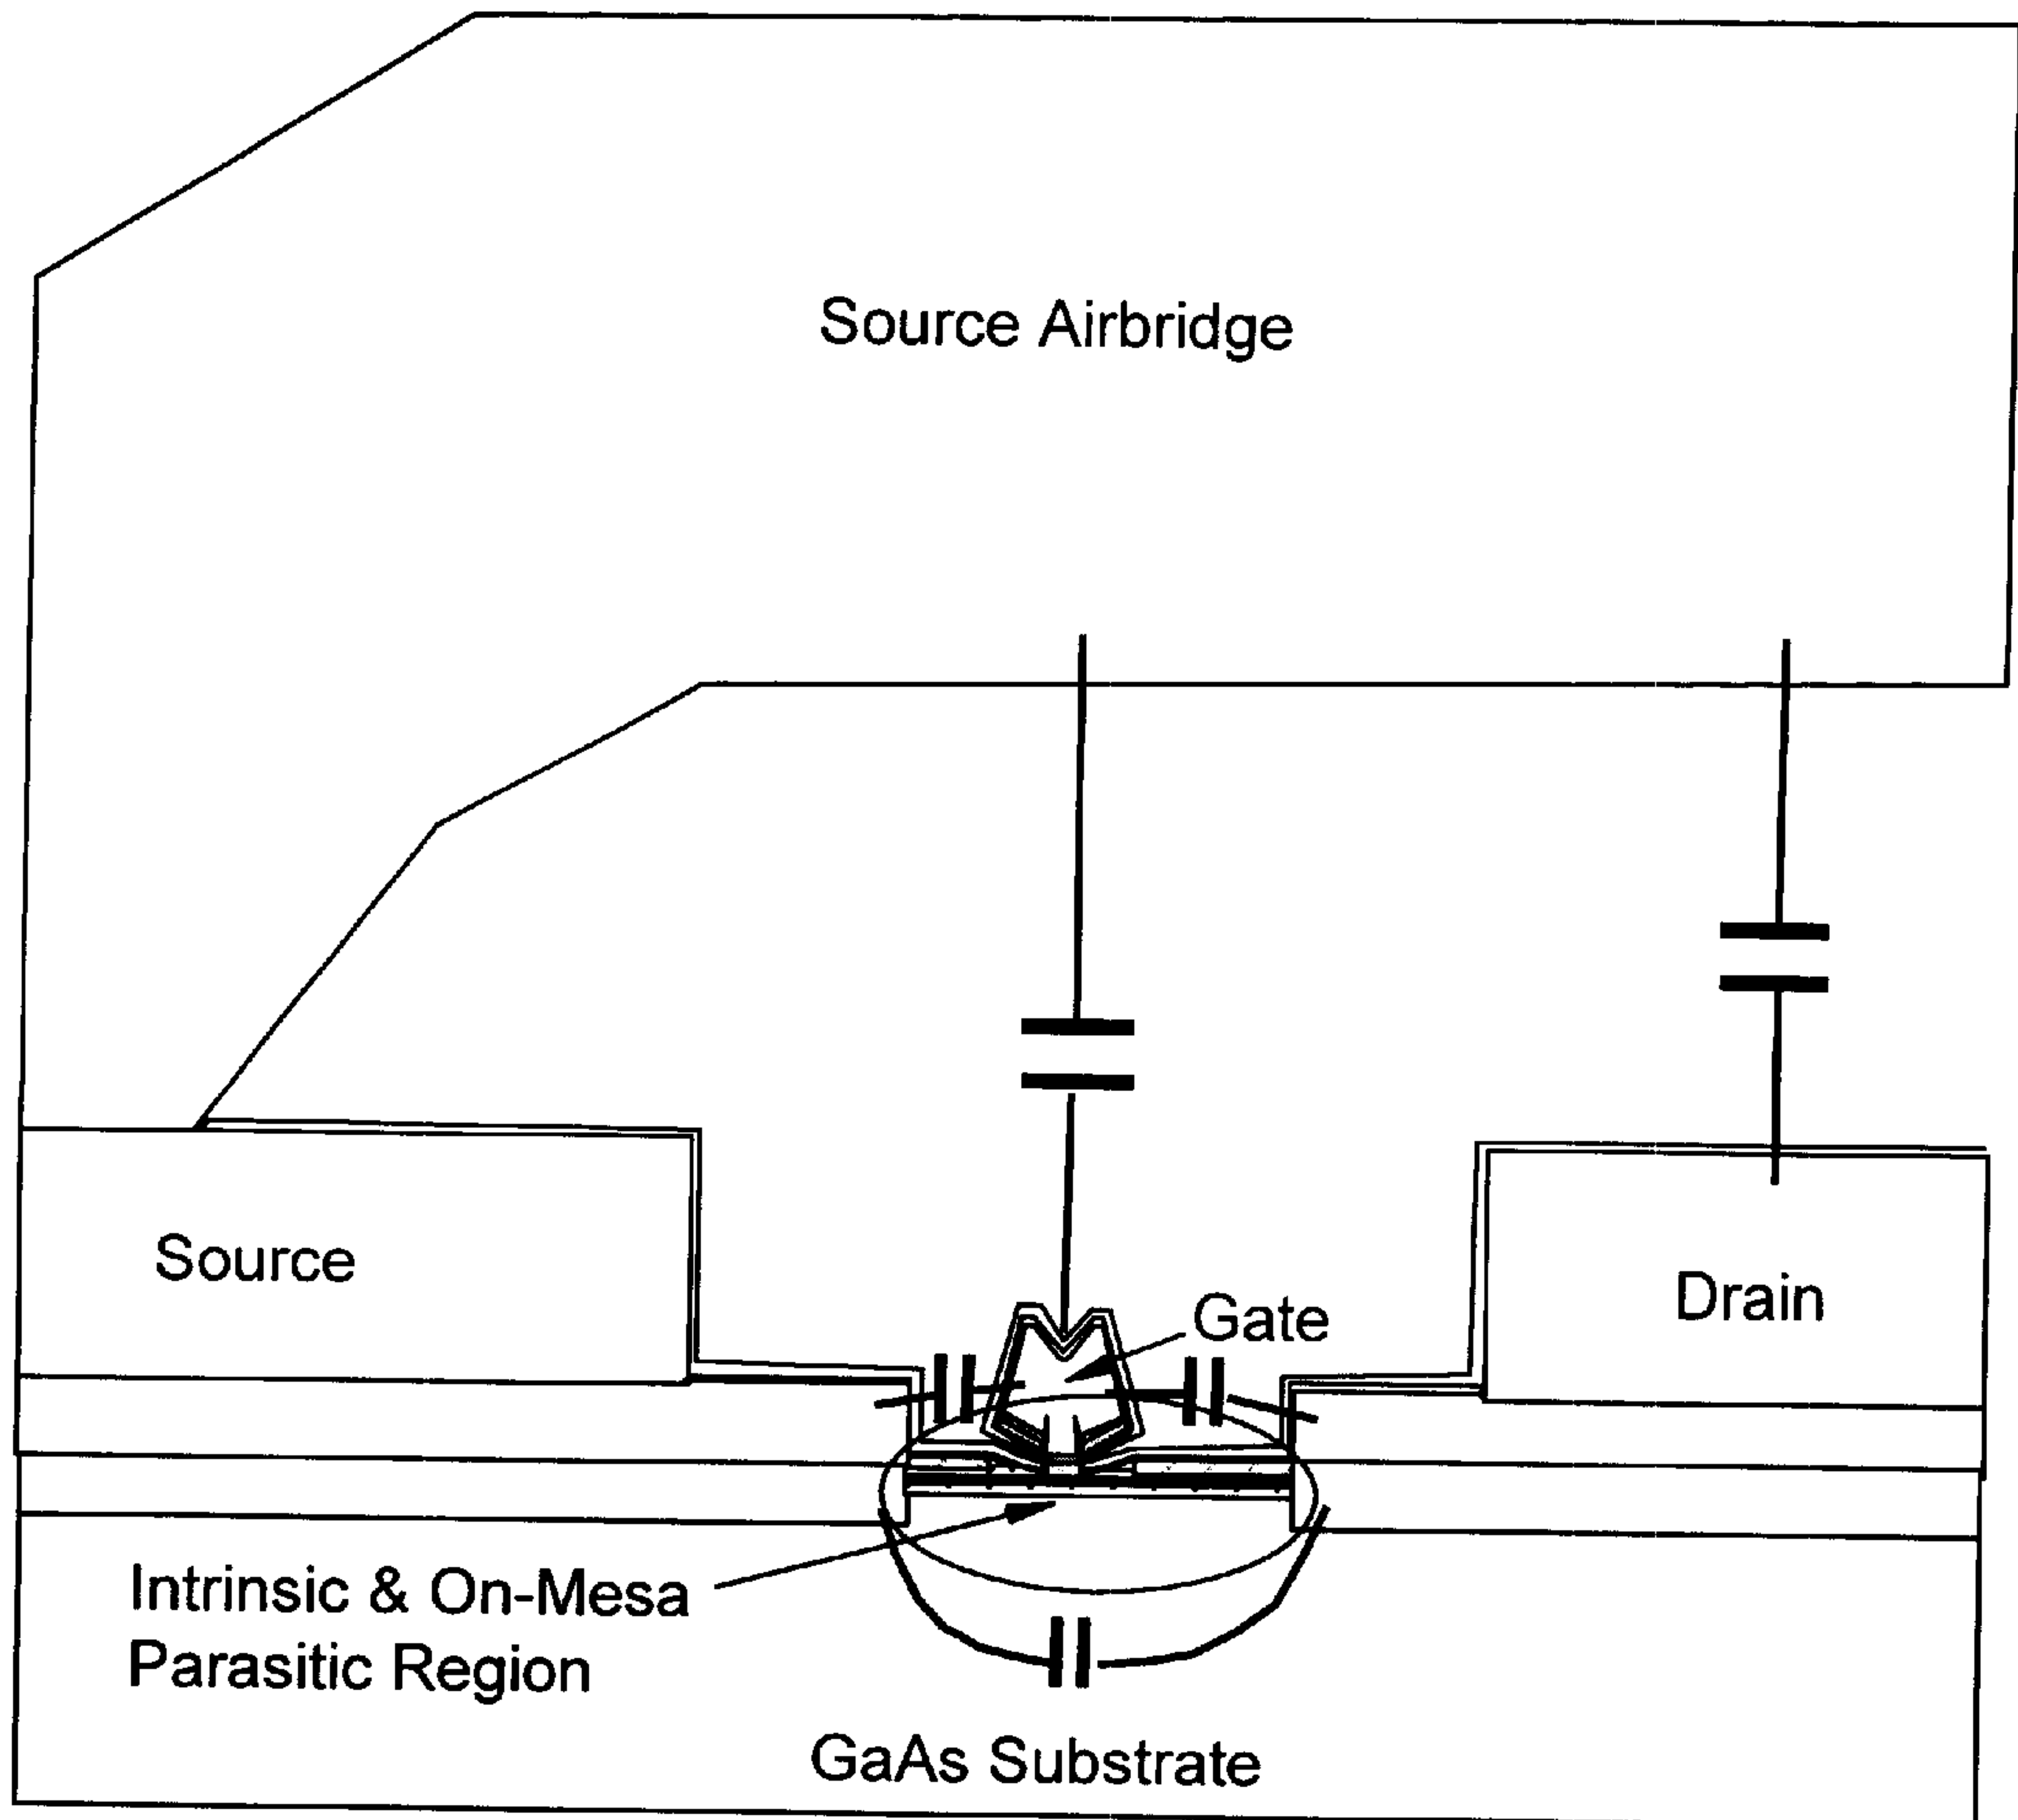 Source Airbridge
Source
Gate
Drain
Intrinsic & On-Mesa
Parasitic Region
GaAs Substrate